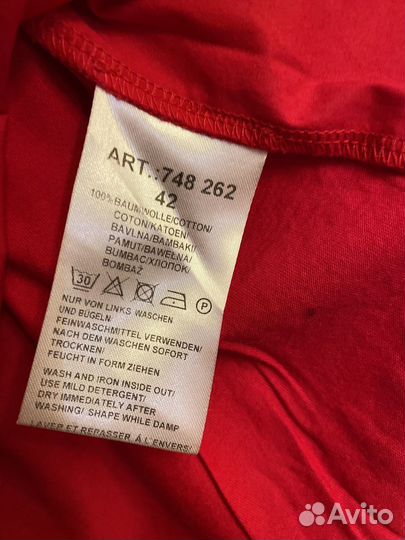 ART.:748 262
42
100%BAUMWOLLE/COTTON/
COTON/KATOEN/
BAVLNA/BAMBAKI/
PAMUT/BAWEŁNA/
BUMBAC/ХЛОПОК/
BOMBAŽ
30 P
NUR VON LINKS WASCHEN
UND BÜGELN/
FEINWASCHMITTEL VERWENDEN/
NACH DEM WASCHEN SOFORT
TROCKNEN/
FEUCHT IN FORM ZIEHEN
WASH AND IRON INSIDE OUT/
USE MILD DETERGENT/
DRY IMMEDIATELY AFTER
WASHING/ SHAPE WHILE DAMP
LAVER ET REPASSER À L'ENVERS/
Avito